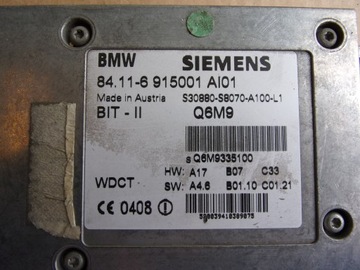 BMW SIEMENS
84.11-6 915001 AI01
Made in Austria S30880-S8070-A100-L1
BIT - II Q6M9
s Q6M9335100
HW: A17 B07 C33
WDCT SW: A4.6 B01.10 C01.21
CE 0408